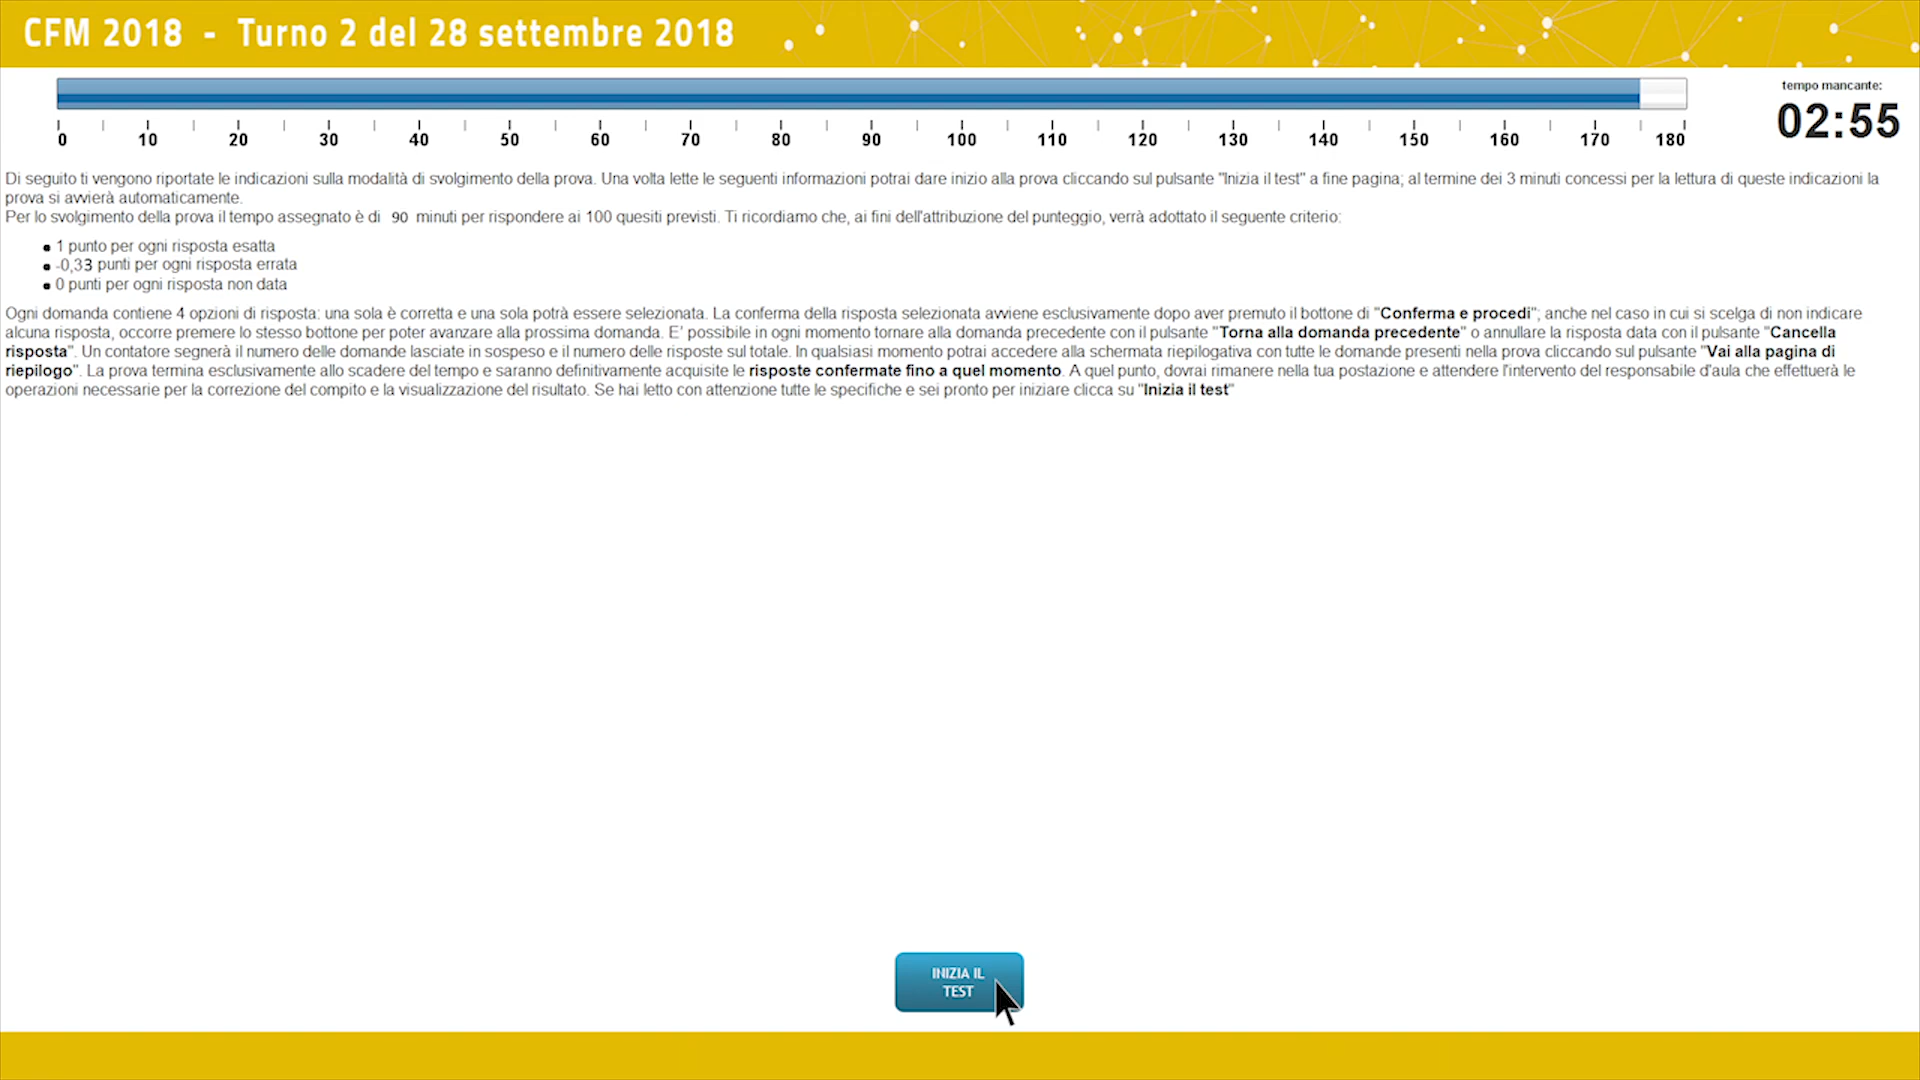 CFM 2018 - Turno 2 del 28 settembre 2018
tempo mancante:
02:55
0 10 20 30 40 50 60 70 80 90 100 110 120 130 140 150 160 170 180
Di seguito ti vengono riportate le indicazioni sulla modalità di svolgimento della prova. Una volta lette le seguenti informazioni potrai dare inizio alla prova cliccando sul pulsante "Inizia il test" a fine pagina; al termine dei 3 minuti concessi per la lettura di queste indicazioni la
prova si avvierà automaticamente.
Per lo svolgimento della prova il tempo assegnato è di 90 minuti per rispondere ai 100 quesiti previsti. Ti ricordiamo che, ai fini dell'attribuzione del punteggio, verrà adottato il seguente criterio:
● 1 punto per ogni risposta esatta
● -0,33 punti per ogni risposta errata
● 0 punti per ogni risposta non data
Ogni domanda contiene 4 opzioni di risposta: una sola è corretta e una sola potrà essere selezionata. La conferma della risposta selezionata avviene esclusivamente dopo aver premuto il bottone di "Conferma e procedi"; anche nel caso in cui si scelga di non indicare
alcuna risposta, occorre premere lo stesso bottone per poter avanzare alla prossima domanda. E' possibile in ogni momento tornare alla domanda precedente con il pulsante "Torna alla domanda precedente" o annullare la risposta data con il pulsante "Cancella
risposta". Un contatore segnerà il numero delle domande lasciate in sospeso e il numero delle risposte sul totale. In qualsiasi momento potrai accedere alla schermata riepilogativa con tutte le domande presenti nella prova cliccando sul pulsante "Vai alla pagina di
riepilogo". La prova termina esclusivamente allo scadere del tempo e saranno definitivamente acquisite le risposte confermate fino a quel momento. A quel punto, dovrai rimanere nella tua postazione e attendere l'intervento del responsabile d'aula che effettuerà le
operazioni necessarie per la correzione del compito e la visualizzazione del risultato. Se hai letto con attenzione tutte le specifiche e sei pronto per iniziare clicca su "Inizia il test"
INIZIA IL
TEST